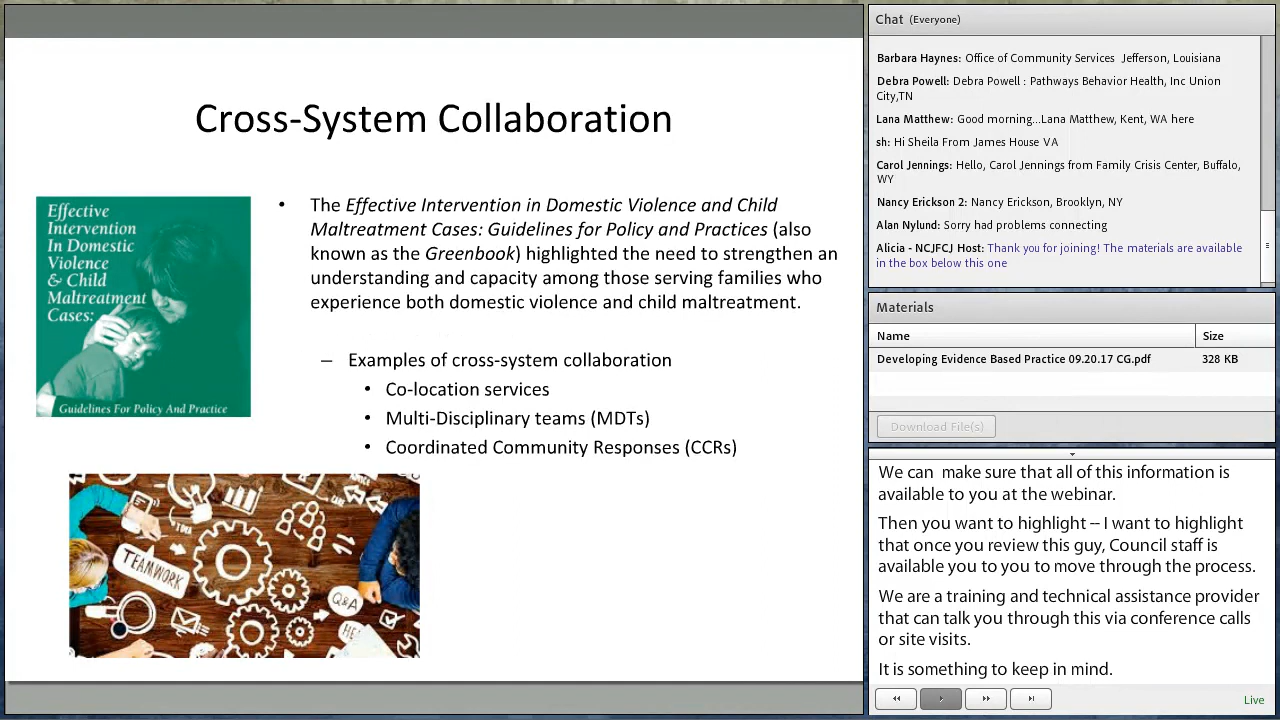 Cross-System Collaboration
Effective
Intervention
In Domestic
Violence
& Child
Maltreatment
Cases:
Guidelines For Policy And Practice
• The Effective Intervention in Domestic Violence and Child
Maltreatment Cases: Guidelines for Policy and Practices (also
known as the Greenbook) highlighted the need to strengthen an
understanding and capacity among those serving families who
experience both domestic violence and child maltreatment.
– Examples of cross-system collaboration
• Co-location services
• Multi-Disciplinary teams (MDTs)
• Coordinated Community Responses (CCRs)
IDEA
TEAMWORK
Q&A
Chat (Everyone)
Barbara Haynes: Office of Community Services Jefferson, Louisiana
Debra Powell: Debra Powell : Pathways Behavior Health, Inc Union
City,TN
Lana Matthew: Good morning...Lana Matthew, Kent, WA here
sh: Hi Sheila From James House VA
Carol Jennings: Hello, Carol Jennings from Family Crisis Center, Buffalo,
WY
Nancy Erickson 2: Nancy Erickson, Brooklyn, NY
Alan Nylund: Sorry had problems connecting
Alicia - NCJFCJ Host: Thank you for joining! The materials are available
in the box below this one
Materials
Name Size
Developing Evidence Based Practice 09.20.17 CG.pdf 328 KB
Download File(s)
We can make sure that all of this information is
available to you at the webinar.
Then you want to highlight -- I want to highlight
that once you review this guy, Council staff is
available you to you to move through the process.
We are a training and technical assistance provider
that can talk you through this via conference calls
or site visits.
It is something to keep in mind.
Live